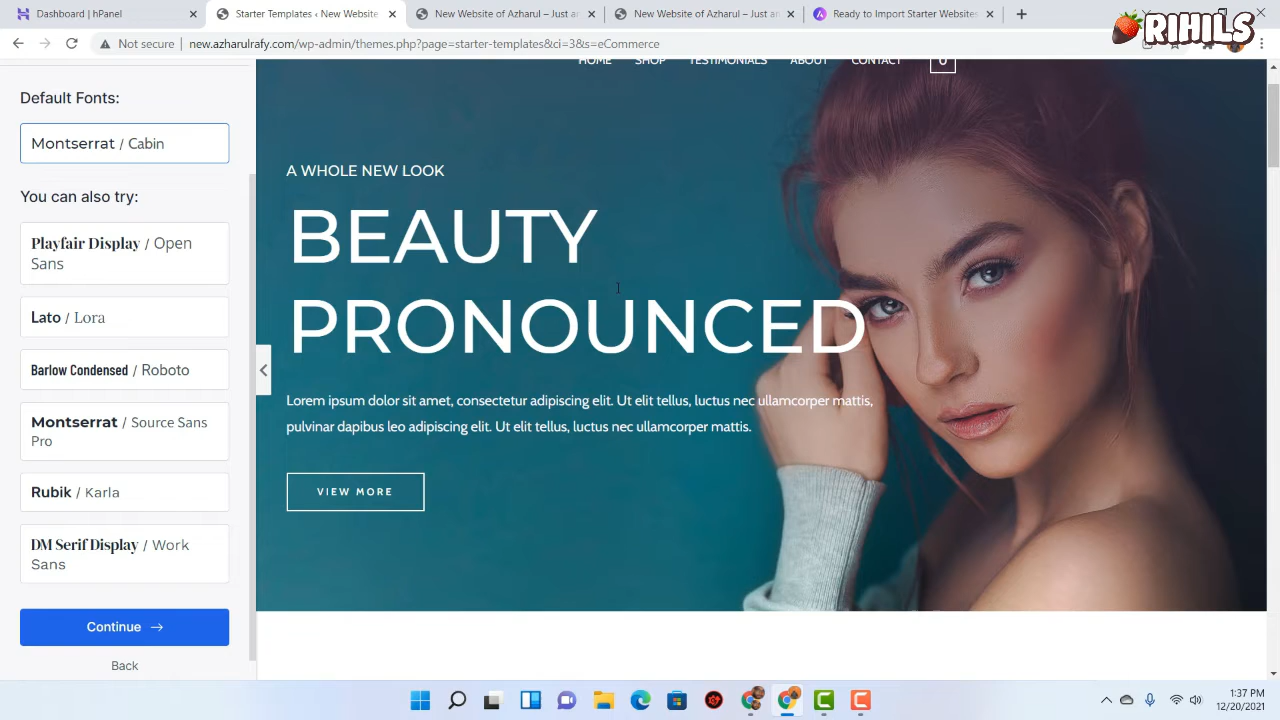 Dashboard | hPanel
Starter Templates ‹ New Website
New Website of Azharul – Just an
New Website of Azharul – Just an
Ready to Import Starter Websites
RIHILS
Not secure
new.azharulrafy.com/wp-admin/themes.php?page=starter-templates&ci=3&s=eCommerce
HOME
SHOP
TESTIMONIALS
ABOUT
CONTACT
0
Default Fonts:
Montserrat / Cabin
You can also try:
Playfair Display / Open
Sans
Lato / Lora
Barlow Condensed / Roboto
Montserrat / Source Sans
Pro
Rubik / Karla
DM Serif Display / Work
Sans
Continue →
Back
A WHOLE NEW LOOK
BEAUTY
PRONOUNCED
Lorem ipsum dolor sit amet, consectetur adipiscing elit. Ut elit tellus, luctus nec ullamcorper mattis,
pulvinar dapibus leo adipiscing elit. Ut elit tellus, luctus nec ullamcorper mattis.
VIEW MORE
1:37 PM
12/20/2021